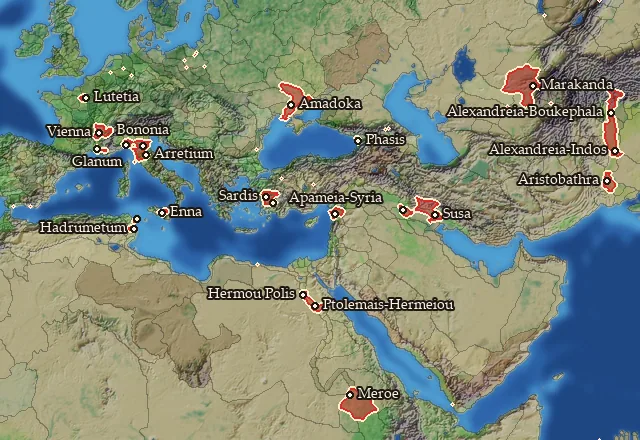 Lutetia
Marakanda
Amadoka
Alexandreia-Boukephala
Vienna
Bononia
Phasis
Glanum
Arretium
Alexandreia-Indos
Aristobathra
Sardis
Apameia-Syria
Enna
Susa
Hadrumetum
Hermou Polis
Ptolemais-Hermeiou
Meroe